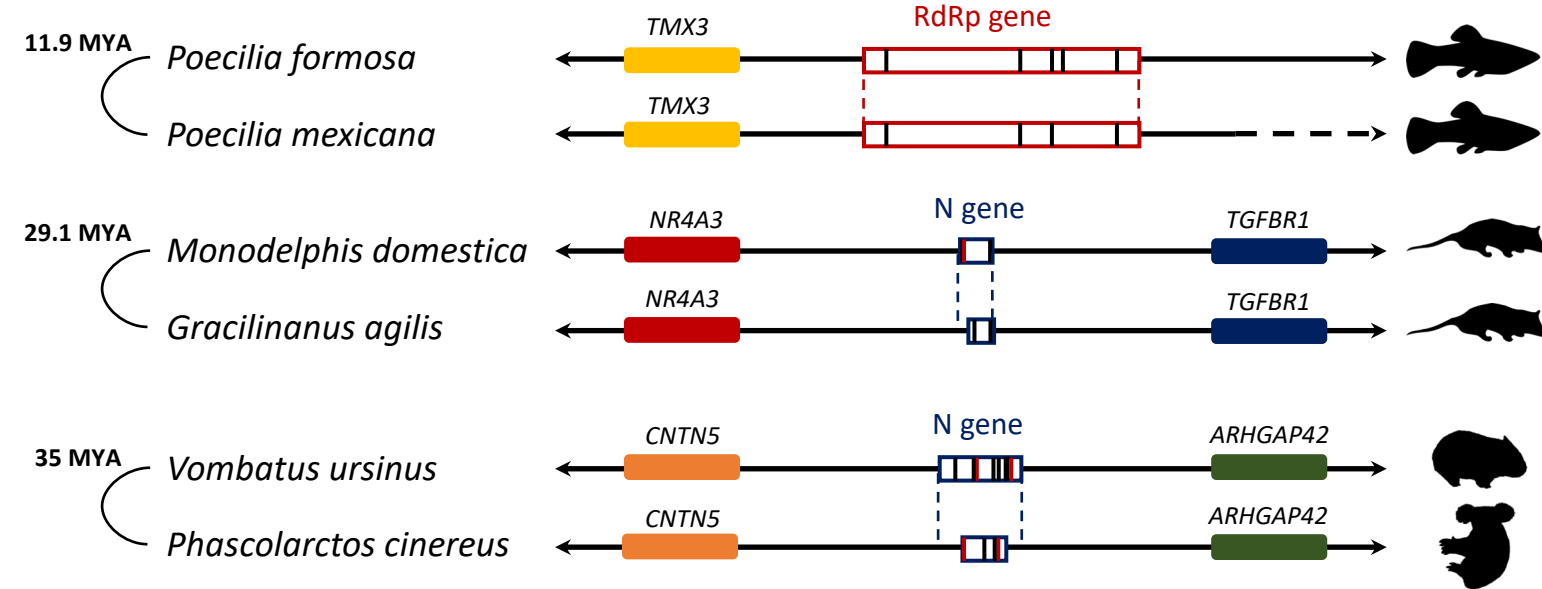 RdRp gene
11.9 MYA
Poecilia formosa
TMX3
Poecilia mexicana
TMX3
N gene
29.1 MYA
Monodelphis domestica
NR4A3
TGFBR1
Gracilinanus agilis
NR4A3
TGFBR1
N gene
35 MYA
Vombatus ursinus
CNTN5
ARHGAP42
Phascolarctos cinereus
CNTN5
ARHGAP42